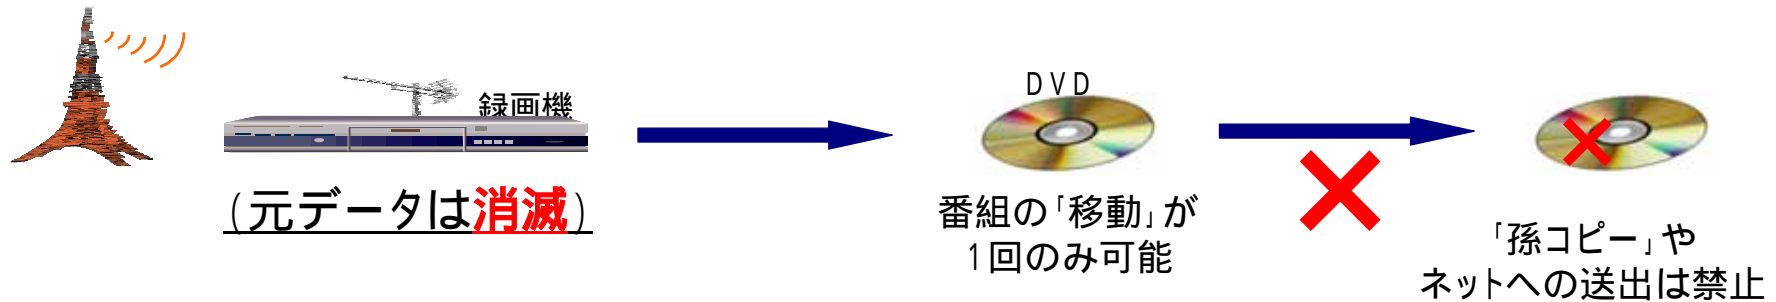 録画機
(元データは消滅)
DVD
番組の「移動」が
1回のみ可能
「孫コピー」や
ネットへの送出は禁止